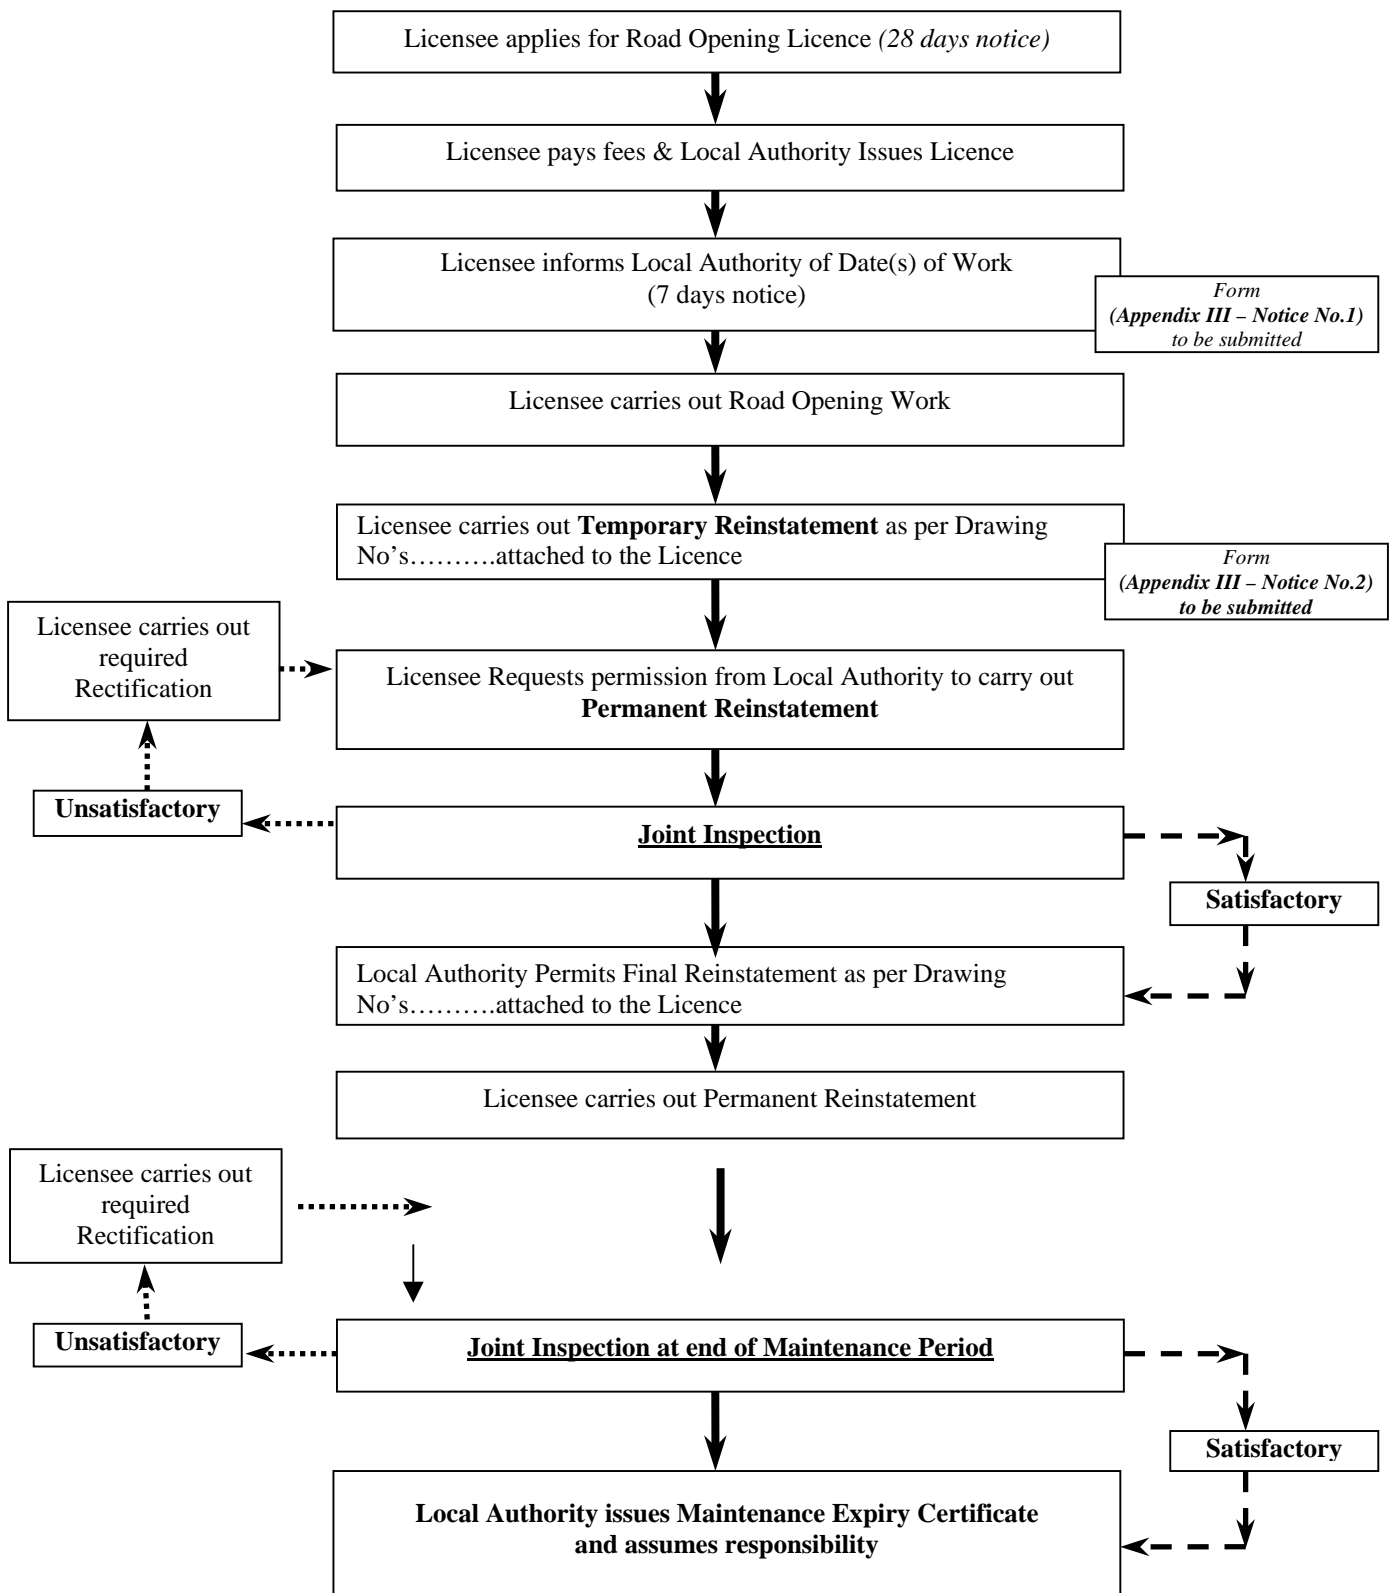 Licensee applies for Road Opening Licence (28 days notice)
Licensee pays fees & Local Authority Issues Licence
Licensee informs Local Authority of Date(s) of Work
(7 days notice)
Form
(Appendix III – Notice No.1)
to be submitted
Licensee carries out Road Opening Work
Licensee carries out Temporary Reinstatement as per Drawing
No’s……….attached to the Licence
Form
(Appendix III – Notice No.2)
to be submitted
Licensee carries out
required
Rectification
Licensee Requests permission from Local Authority to carry out
Permanent Reinstatement
Unsatisfactory
Joint Inspection
Satisfactory
Local Authority Permits Final Reinstatement as per Drawing
No’s……….attached to the Licence
Licensee carries out Permanent Reinstatement
Licensee carries out
required
Rectification
Unsatisfactory
Joint Inspection at end of Maintenance Period
Satisfactory
Local Authority issues Maintenance Expiry Certificate
and assumes responsibility